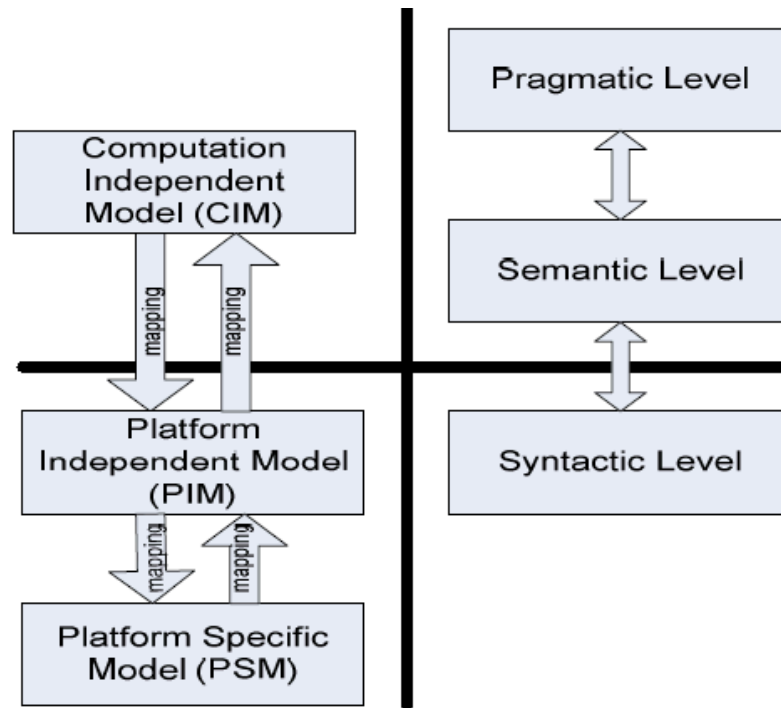 Computation
Independent
Model (CIM)
mapping
mapping
Platform
Independent Model
(PIM)
mapping
mapping
Platform Specific
Model (PSM)
Pragmatic Level
Semantic Level
Syntactic Level